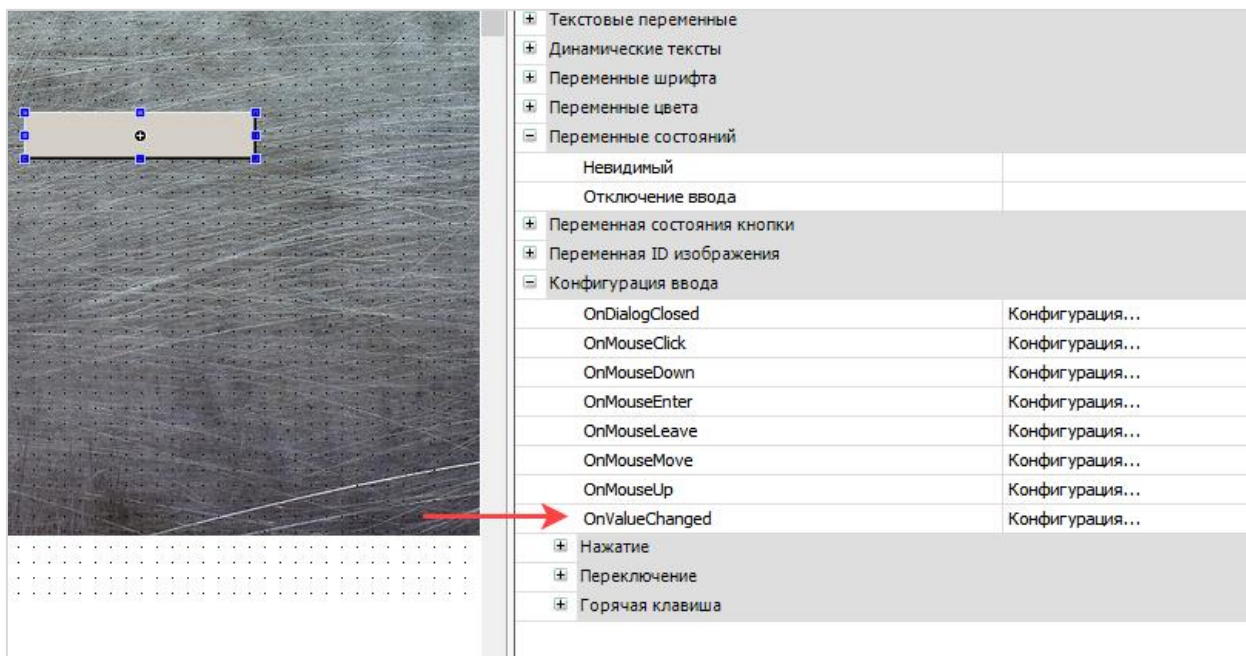 Текстовые переменные
Динамические тексты
Переменные шрифта
Переменные цвета
Переменные состояний
Невидимый
Отключение ввода
Переменная состояния кнопки
Переменная ID изображения
Конфигурация ввода
OnDialogClosed Конфигурация...
OnMouseClick Конфигурация...
OnMouseDown Конфигурация...
OnMouseEnter Конфигурация...
OnMouseLeave Конфигурация...
OnMouseMove Конфигурация...
OnMouseUp Конфигурация...
OnValueChanged Конфигурация...
Нажатие
Переключение
Горячая клавиша